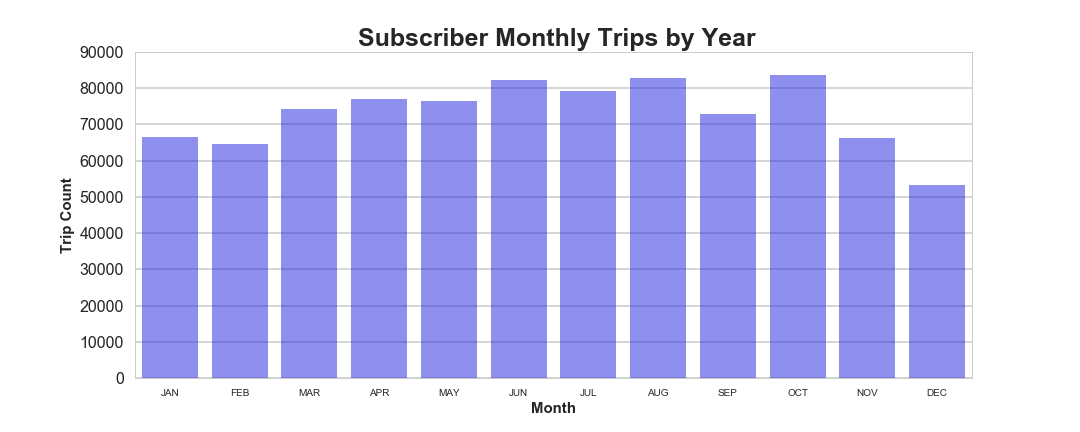 Subscriber Monthly Trips by Year
90000
80000
70000
60000
50000
40000
30000
20000
10000
0
Trip Count
JAN FEB MAR APR MAY JUN JUL AUG SEP OCT NOV DEC
Month